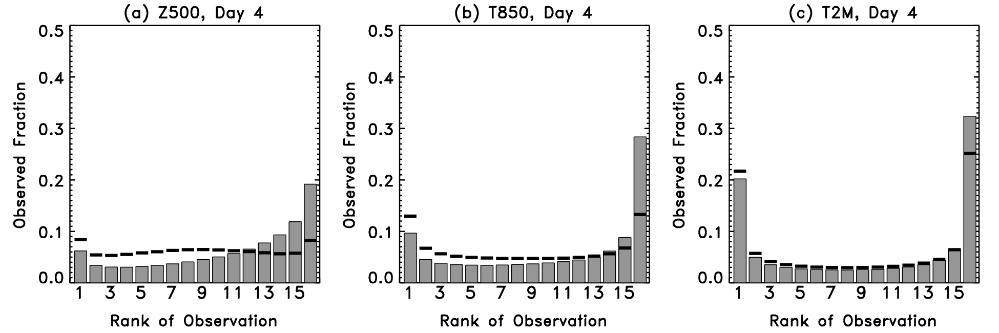 (a) Z500, Day 4
0.5
0.4
0.3
0.2
0.1
0.0
Observed Fraction
1 3 5 7 9 11 13 15
Rank of Observation
(b) T850, Day 4
0.5
0.4
0.3
0.2
0.1
0.0
Observed Fraction
1 3 5 7 9 11 13 15
Rank of Observation
(c) T2M, Day 4
0.5
0.4
0.3
0.2
0.1
0.0
Observed Fraction
1 3 5 7 9 11 13 15
Rank of Observation